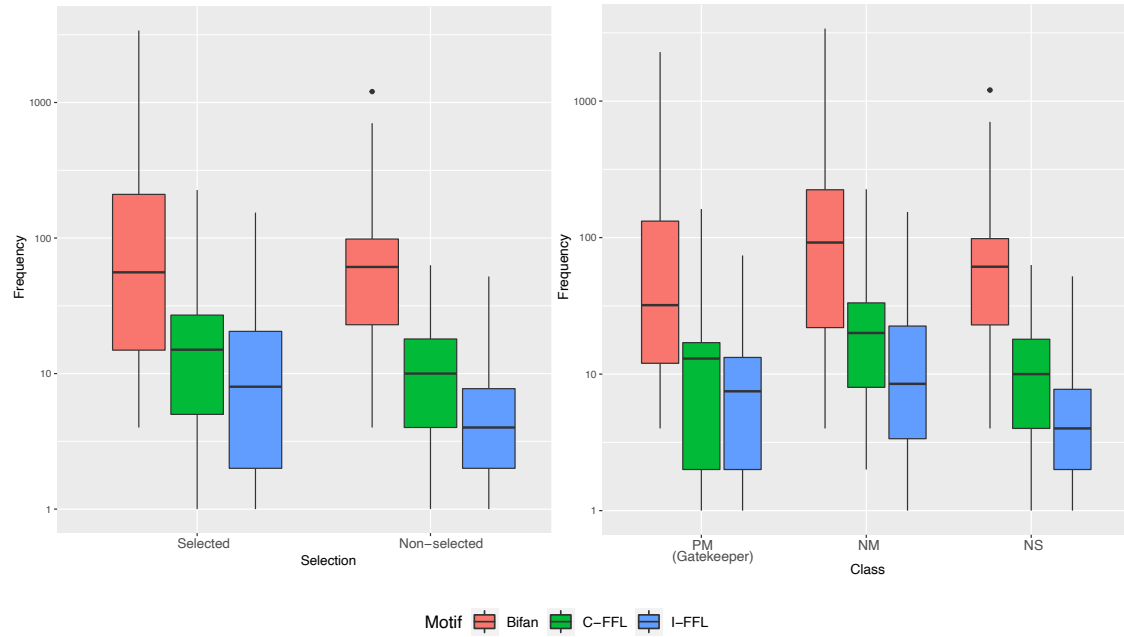 1000
100
10
1
Frequency
Selected
Non−selected
Selection
1000
100
10
1
Frequency
PM
(Gatekeeper)
NM
NS
Class
Motif
Bifan
C−FFL
I−FFL